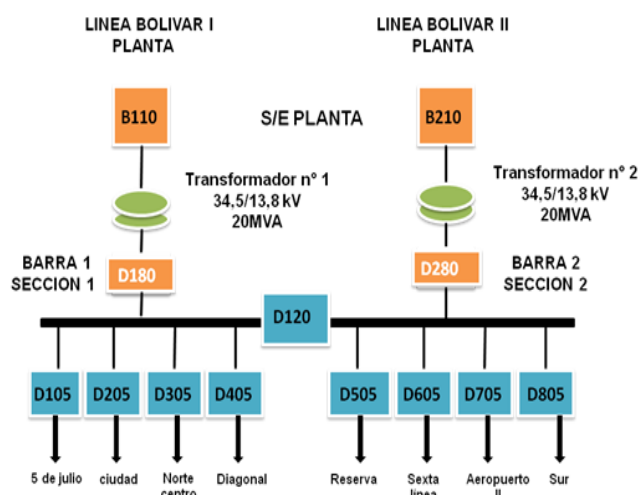 LINEA BOLIVAR I
PLANTA
LINEA BOLIVAR II
PLANTA
B110
S/E PLANTA
B210
Transformador n° 1
34,5/13,8 kV
20MVA
Transformador n° 2
34,5/13,8 kV
20MVA
BARRA 1
SECCION 1
D180
D280
BARRA 2
SECCION 2
D120
D105
D205
D305
D405
D505
D605
D705
D805
5 de julio
ciudad
Norte
centro
Diagonal
Reserva
Sexta
linea
Aeropuerto
II
Sur